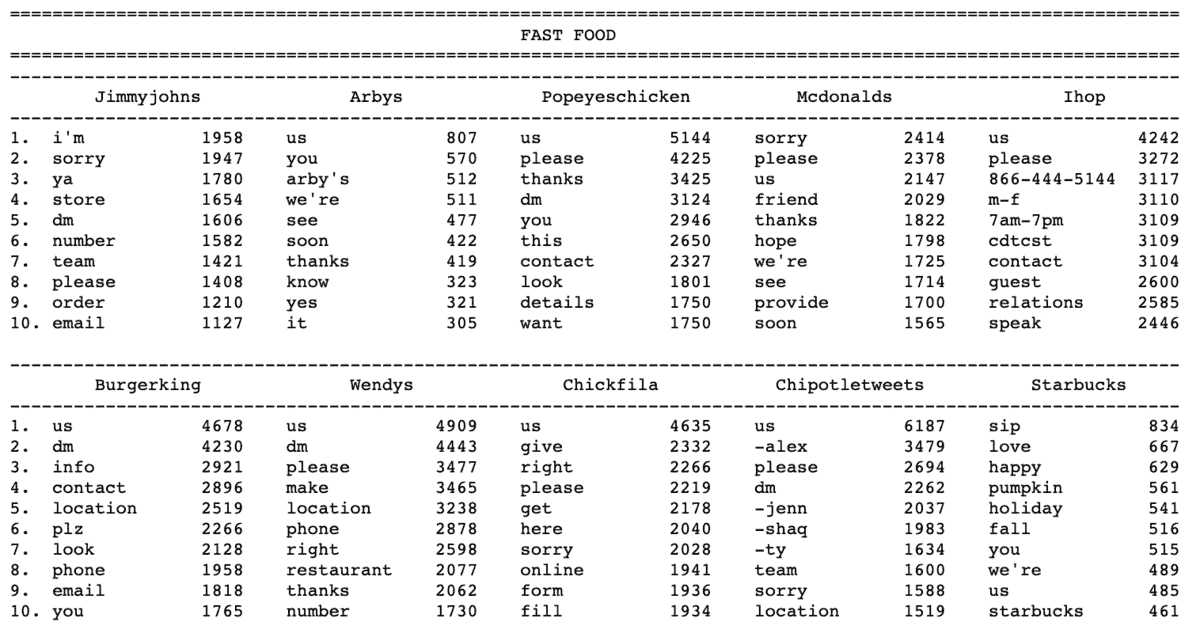 ================================================================================
FAST FOOD
================================================================================
--------------------------------------------------------------------------------
Jimmyjohns Arbys Popeyeschicken Mcdonalds Ihop
--------------------------------------------------------------------------------
1. i'm 1958 us 807 us 5144 sorry 2414 us 4242
2. sorry 1947 you 570 please 4225 please 2378 please 3272
3. ya 1780 arby's 512 thanks 3425 us 2147 866-444-5144 3117
4. store 1654 we're 511 dm 3124 friend 2029 m-f 3110
5. dm 1606 see 477 you 2946 thanks 1822 7am-7pm 3109
6. number 1582 soon 422 this 2650 hope 1798 cdtcst 3109
7. team 1421 thanks 419 contact 2327 we're 1725 contact 3104
8. please 1408 know 323 look 1801 see 1714 guest 2600
9. order 1210 yes 321 details 1750 provide 1700 relations 2585
10. email 1127 it 305 want 1750 soon 1565 speak 2446
--------------------------------------------------------------------------------
Burgerking Wendys Chickfila Chipotletweets Starbucks
--------------------------------------------------------------------------------
1. us 4678 us 4909 us 4635 us 6187 sip 834
2. dm 4230 dm 4443 give 2332 -alex 3479 love 667
3. info 2921 please 3477 right 2266 please 2694 happy 629
4. contact 2896 make 3465 please 2219 dm 2262 pumpkin 561
5. location 2519 location 3238 get 2178 -jenn 2037 holiday 541
6. plz 2266 phone 2878 here 2040 -shaq 1983 fall 516
7. look 2128 right 2598 sorry 2028 -ty 1634 you 515
8. phone 1958 restaurant 2077 online 1941 team 1600 we're 489
9. email 1818 thanks 2062 form 1936 sorry 1588 us 485
10. you 1765 number 1730 fill 1934 location 1519 starbucks 461